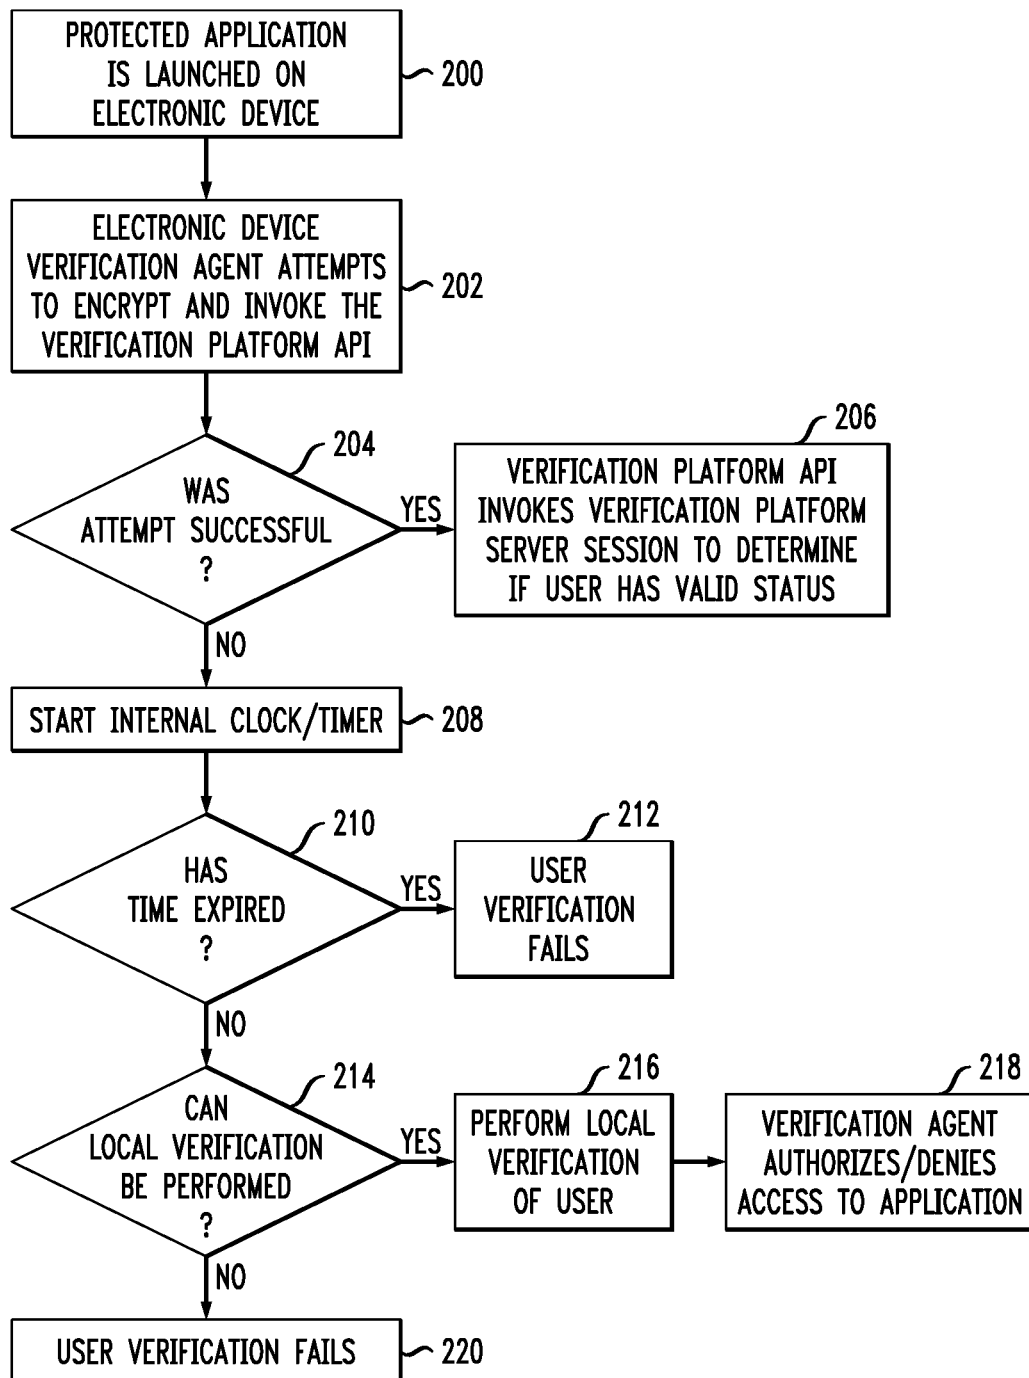 PROTECTED APPLICATION
IS LAUNCHED ON
ELECTRONIC DEVICE
200
ELECTRONIC DEVICE
VERIFICATION AGENT ATTEMPTS
TO ENCRYPT AND INVOKE THE
VERIFICATION PLATFORM API
202
WAS
ATTEMPT SUCCESSFUL
?
204
YES
NO
VERIFICATION PLATFORM API
INVOKES VERIFICATION PLATFORM
SERVER SESSION TO DETERMINE
IF USER HAS VALID STATUS
206
START INTERNAL CLOCK/TIMER
208
HAS
TIME EXPIRED
?
210
YES
NO
USER
VERIFICATION
FAILS
212
CAN
LOCAL VERIFICATION
BE PERFORMED
?
214
YES
NO
PERFORM LOCAL
VERIFICATION
OF USER
216
VERIFICATION AGENT
AUTHORIZES/DENIES
ACCESS TO APPLICATION
218
USER VERIFICATION FAILS
220